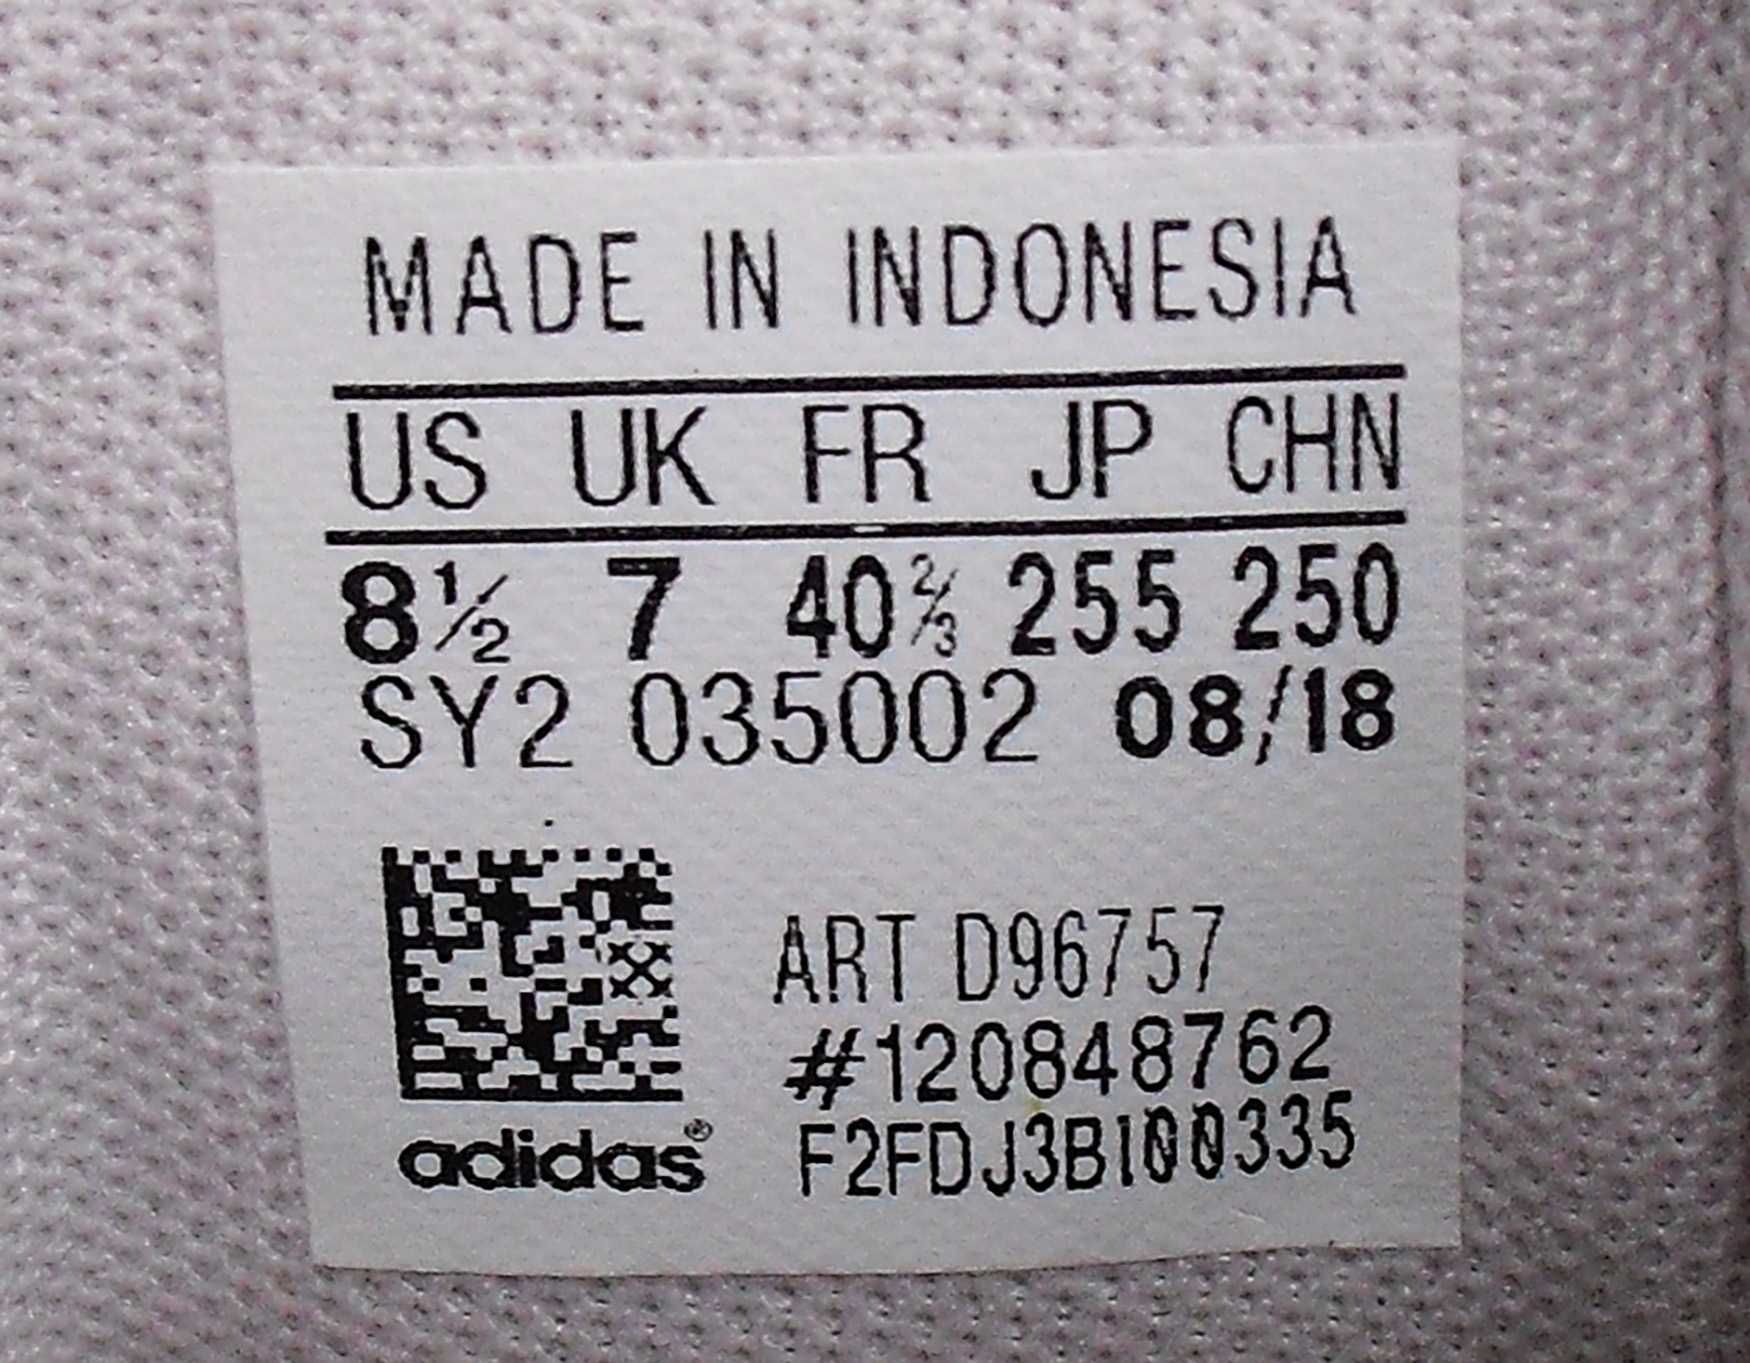 MADE IN INDONESIA
US UK FR JP CHN
8½ 7 40⅔ 255 250
SY2 035002 08/18
ART D96757
#120848762
adidas® F2FDJ3BI00335